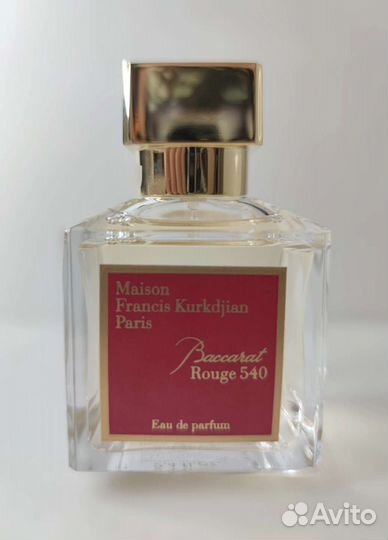 Maison
Francis Kurkdjian
Paris
Baccarat
Rouge 540
Eau de parfum
Avito